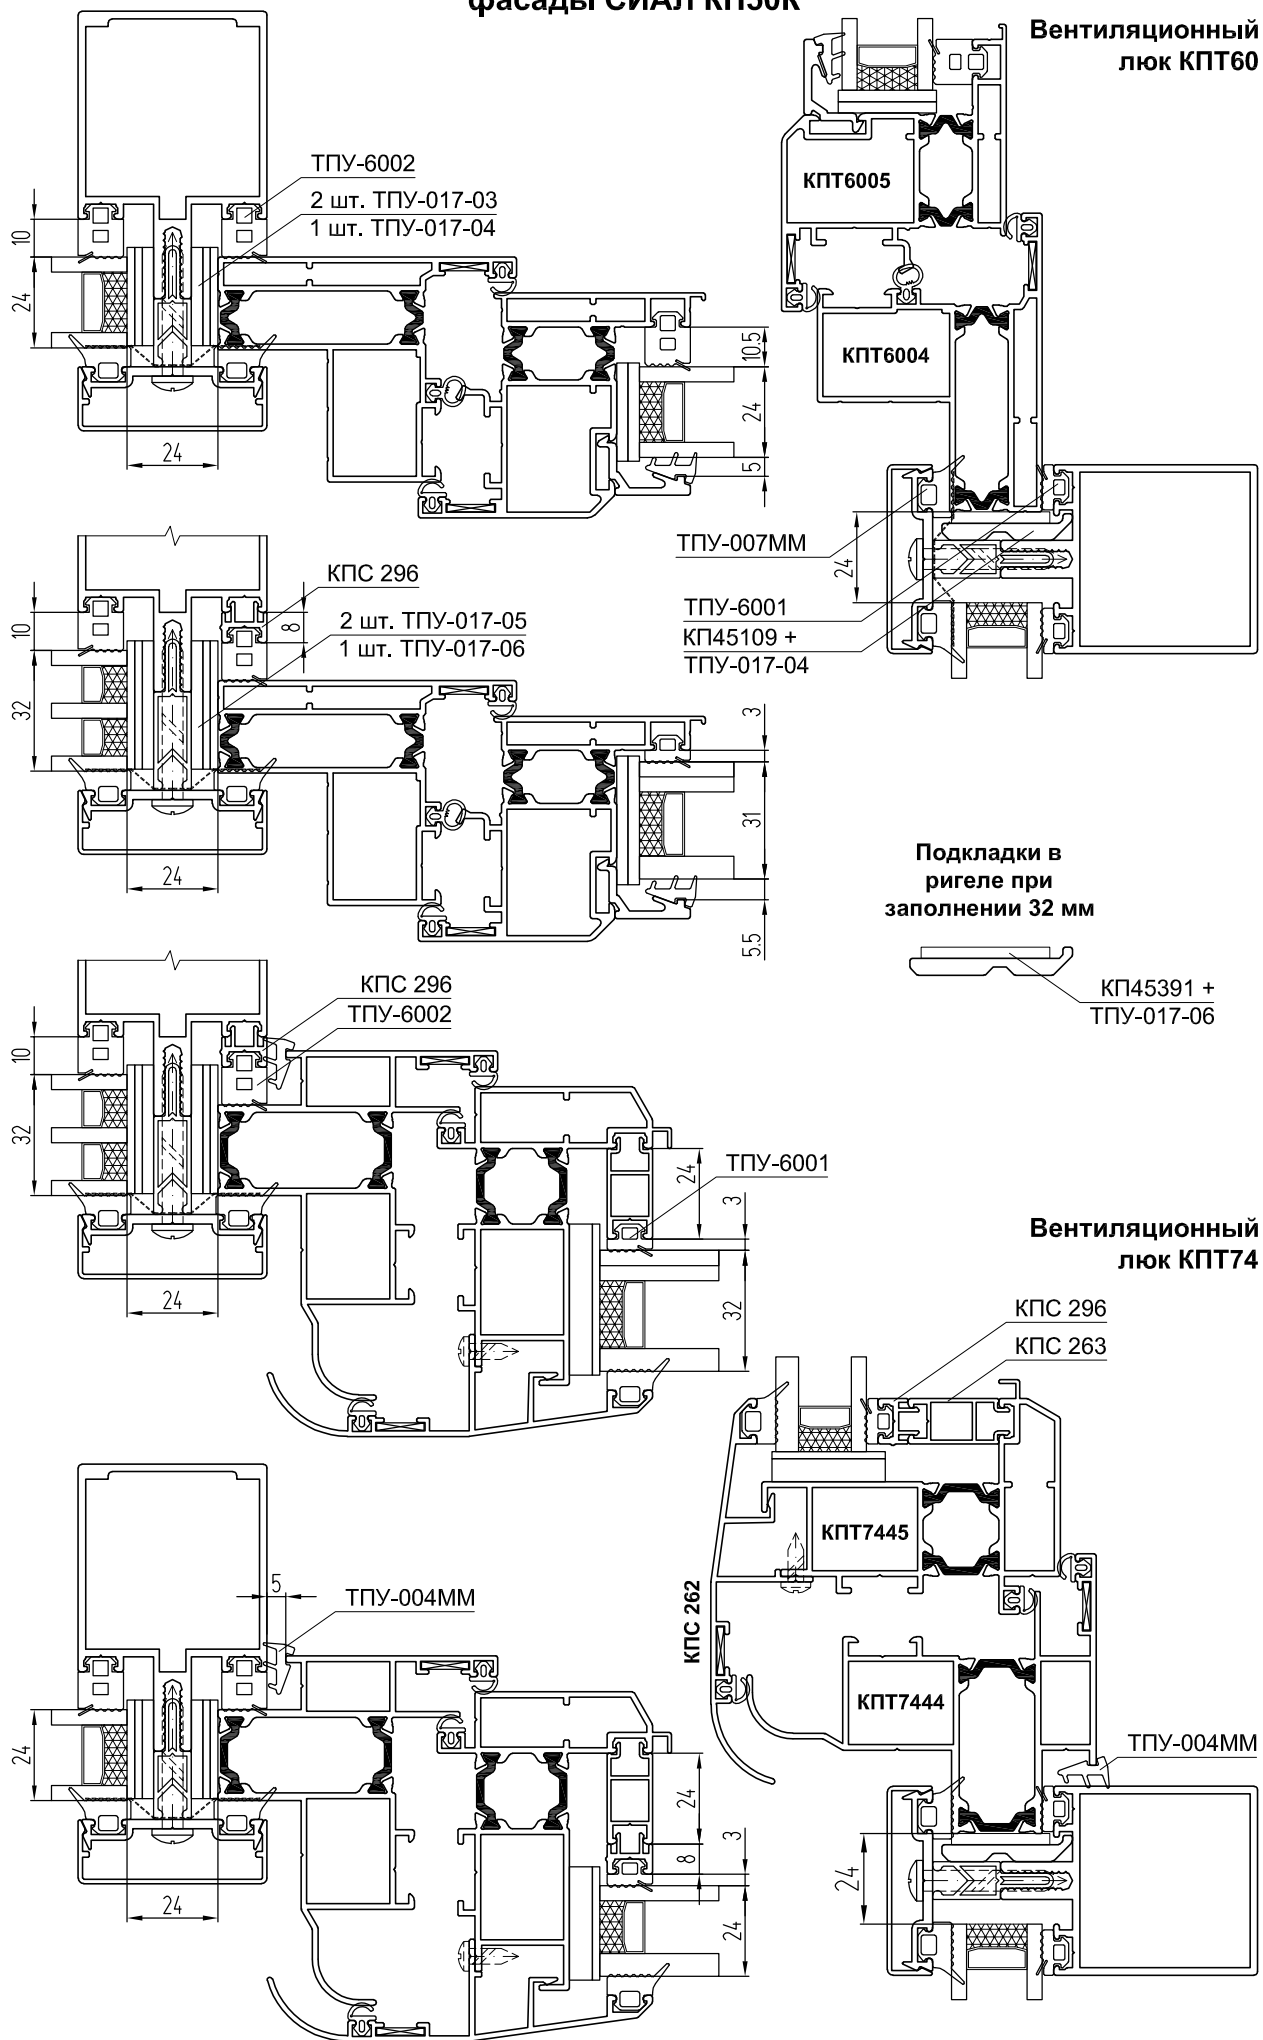 фасады СИАЛ КП50К
Вентиляционный
люк КПТ60
ТПУ-6002
2 шт. ТПУ-017-03
1 шт. ТПУ-017-04
10
24
24
10.5
24
5
КПТ6005
КПТ6004
ТПУ-007ММ
24
ТПУ-6001
КП45109 +
ТПУ-017-04
КПС 296
2 шт. ТПУ-017-05
1 шт. ТПУ-017-06
10
8
32
24
3
31
5.5
Подкладки в
ригеле при
заполнении 32 мм
КП45391 +
ТПУ-017-06
КПС 296
ТПУ-6002
10
32
24
24
ТПУ-6001
3
32
Вентиляционный
люк КПТ74
КПС 296
КПС 263
КПТ7445
КПС 262
КПТ7444
ТПУ-004ММ
24
5
ТПУ-004ММ
24
24
24
8
3
24